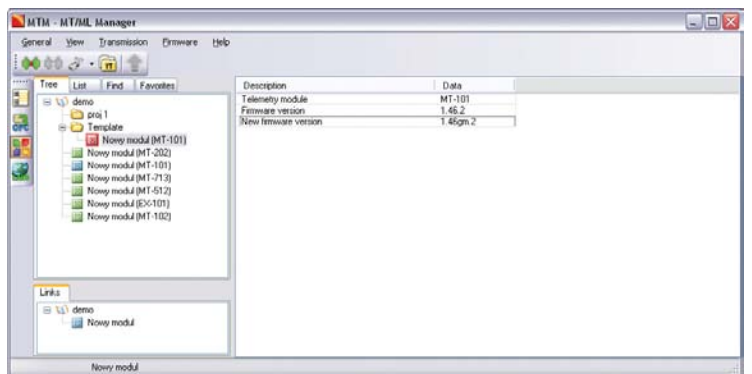 MTM - MT/ML Manager
General View Transmission Firmware Help
Tree List Find Favorites
Description Data
demo
Telemetry module MT-101
proj 1
Firmware version 1.46.2
Template
New firmware version 1.46gm.2
Nowy modul (MT-101)
Nowy modul (MT-202)
OPC
Nowy modul (MT-101)
Nowy modul (MT-713)
Nowy modul (MT-512)
Nowy modul (EX-101)
Nowy modul (MT-102)
Links
demo
Nowy modul
Nowy modul